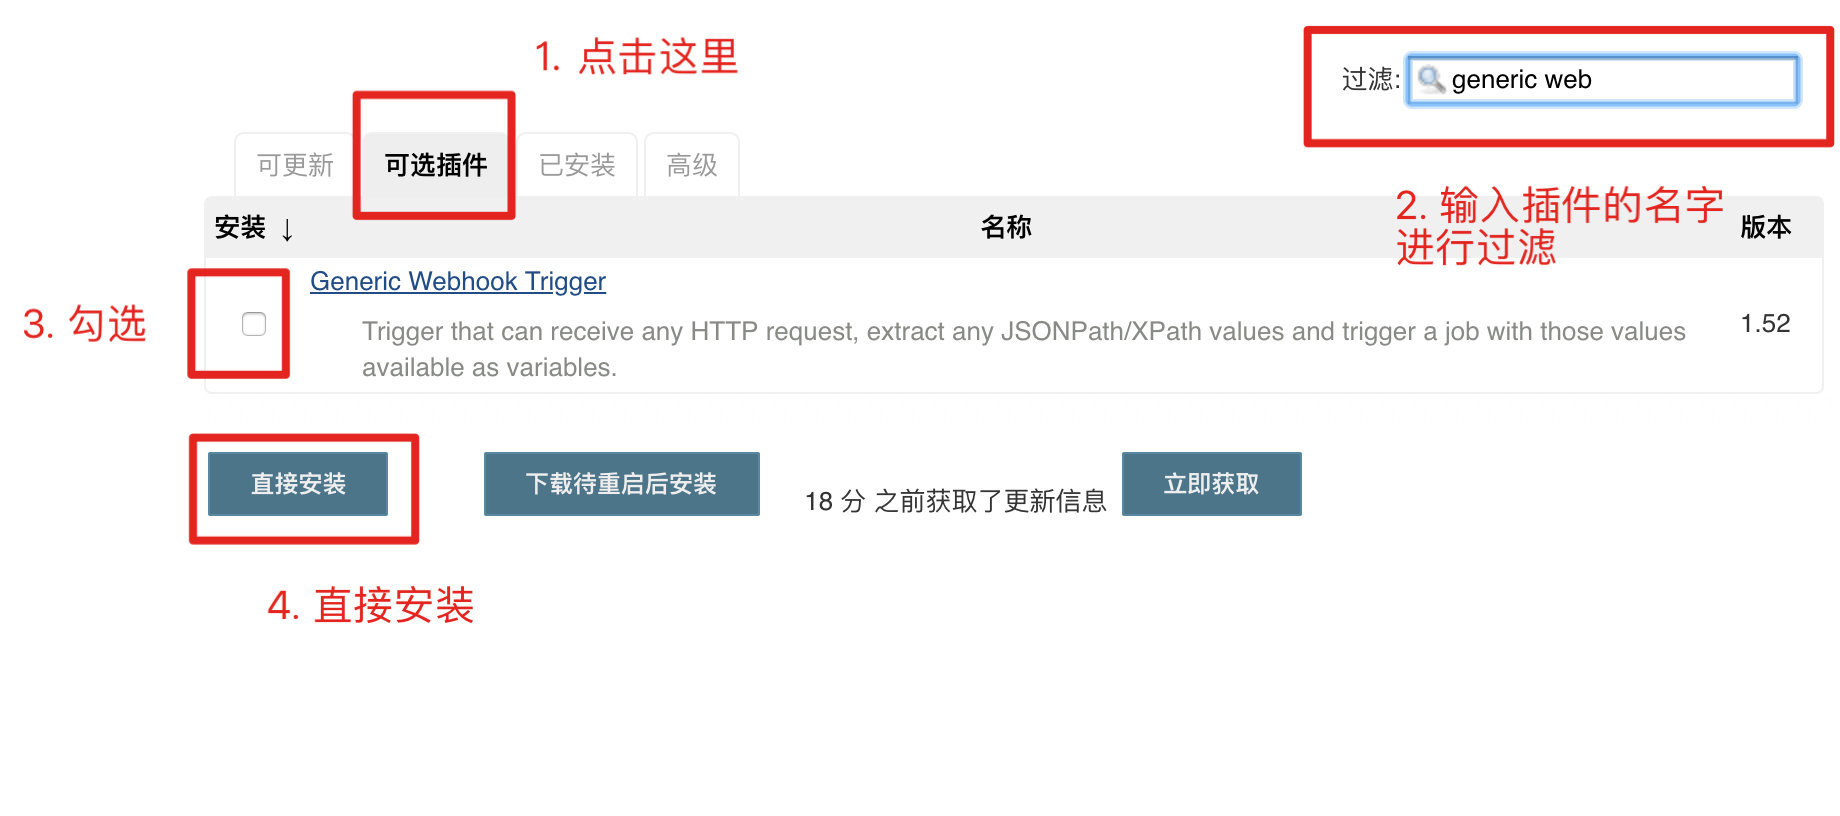 1. 点击这里
过滤: generic web
可更新 可选插件 已安装 高级
2. 输入插件的名字
进行过滤
安装 ↓ 名称 版本
Generic Webhook Trigger
3. 勾选
Trigger that can receive any HTTP request, extract any JSONPath/XPath values and trigger a job with those values
available as variables.
1.52
直接安装 下载待重启后安装 18 分 之前获取了更新信息 立即获取
4. 直接安装